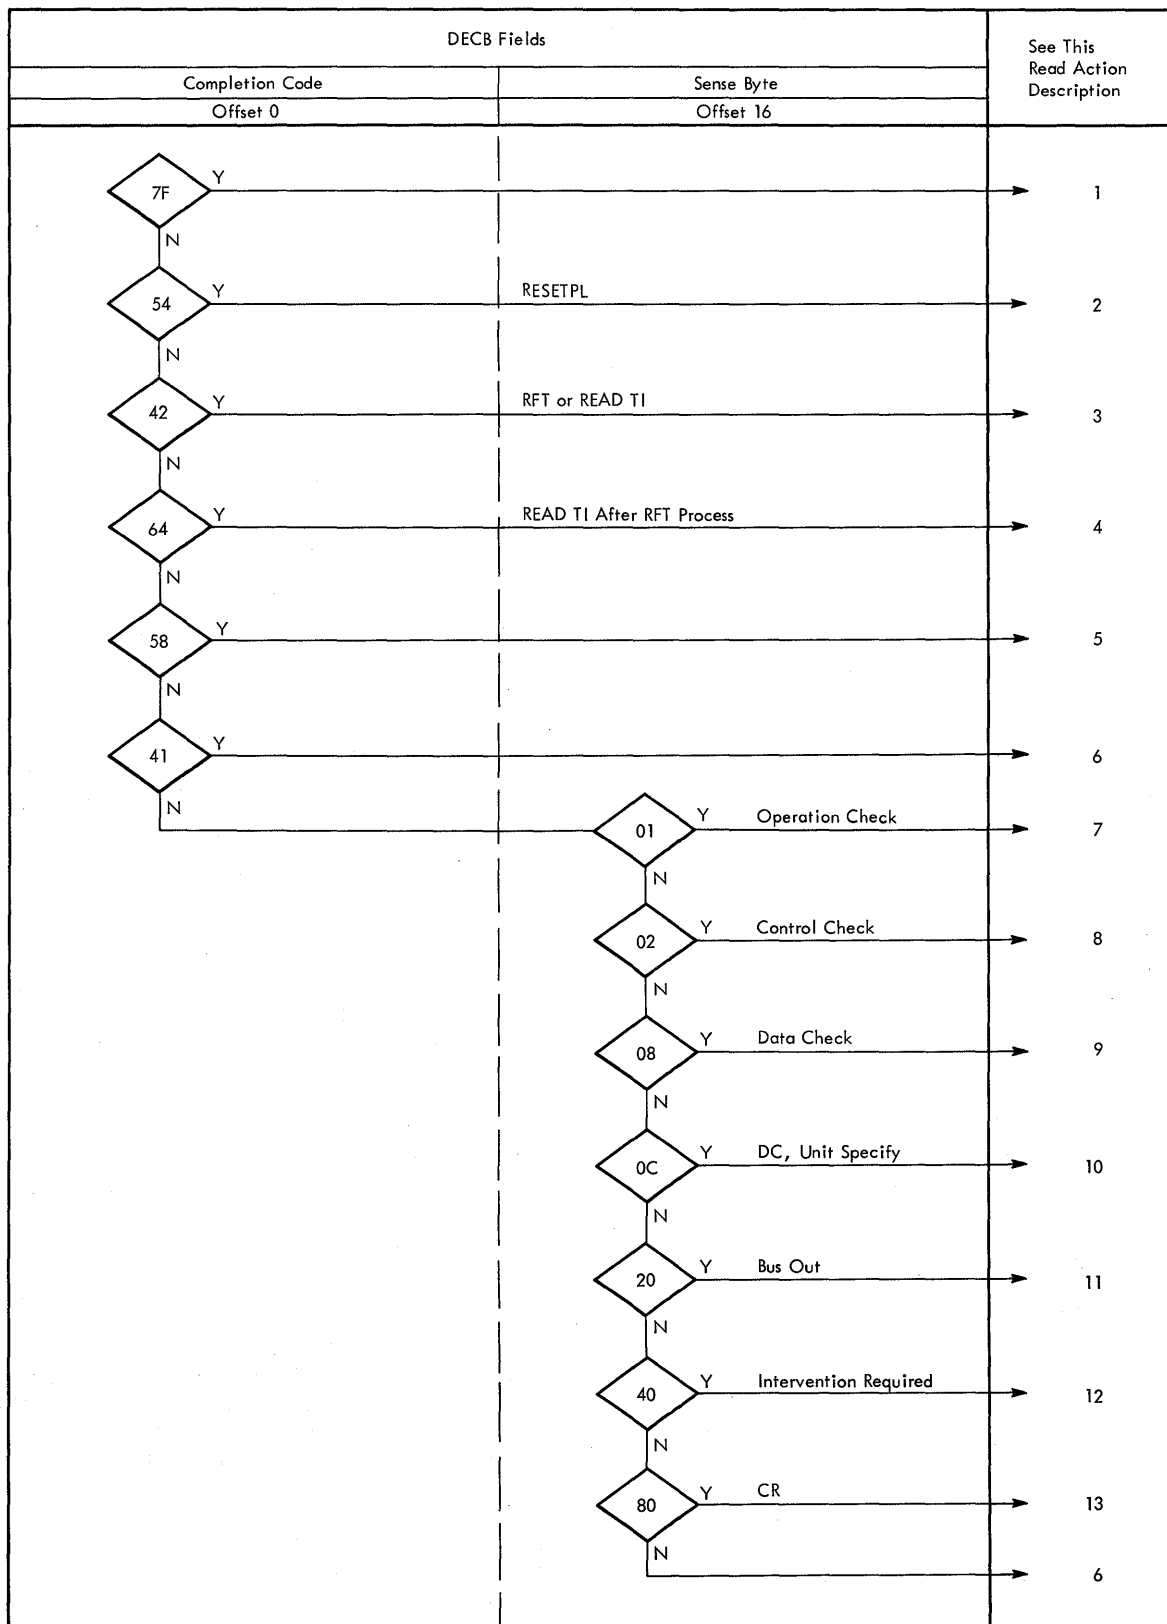 DECB Fields
See This
Read Action
Description
Completion Code
Sense Byte
Offset 0
Offset 16
7F
Y
1
N
54
Y
RESETPL
2
N
42
Y
RFT or READ TI
3
N
64
Y
READ TI After RFT Process
4
N
58
Y
5
N
41
Y
6
N
01
Y
Operation Check
7
N
02
Y
Control Check
8
N
08
Y
Data Check
9
N
0C
Y
DC, Unit Specify
10
N
20
Y
Bus Out
11
N
40
Y
Intervention Required
12
N
80
Y
CR
13
N
6